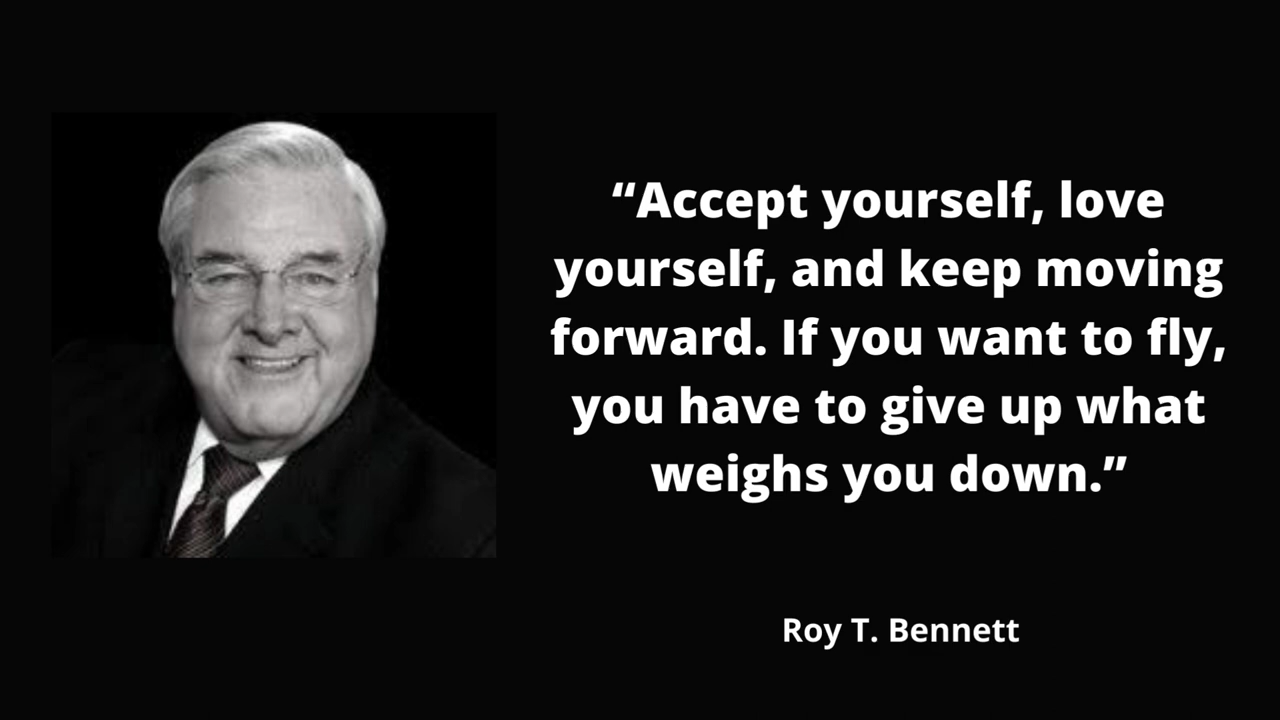 “Accept yourself, love
yourself, and keep moving
forward. If you want to fly,
you have to give up what
weighs you down.”
Roy T. Bennett